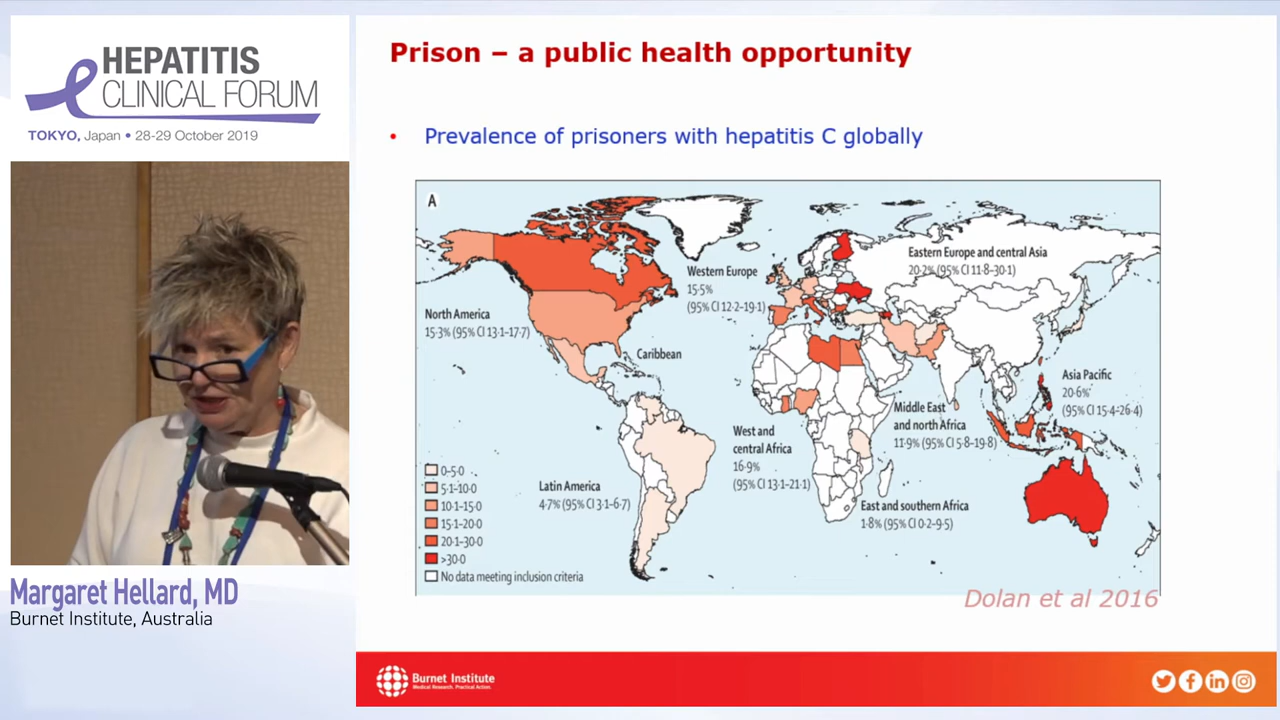 HEPATITIS
CLINICAL FORUM
TOKYO, Japan • 28-29 October 2019
Margaret Hellard, MD
Burnet Institute, Australia
Prison – a public health opportunity
• Prevalence of prisoners with hepatitis C globally
A
North America
15·3% (95% CI 13·1–17·7)
Caribbean
Western Europe
15·5%
(95% CI 12·2–19·1)
Eastern Europe and central Asia
20·2% (95% CI 11·8–30·1)
Asia Pacific
20·6%
(95% CI 15·4–26·4)
Middle East
and north Africa
11·9% (95% CI 5·8–19·8)
West and
central Africa
16·9%
(95% CI 13·1–21·1)
Latin America
4·7% (95% CI 3·1–6·7)
East and southern Africa
1·8% (95% CI 0·2–9·5)
0–5·0
5·1–10·0
10·1–15·0
15·1–20·0
20·1–30·0
>30·0
No data meeting inclusion criteria
Dolan et al 2016
Burnet Institute
Medical Research. Practical Action.